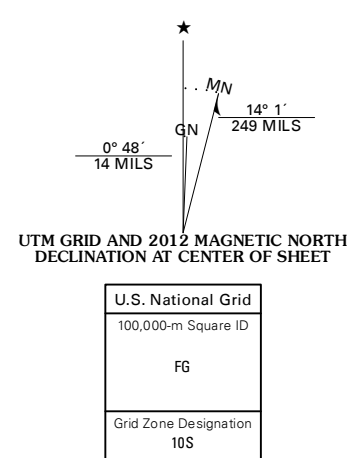 ★
MN
GN
14° 1´
249 MILS
0° 48´
14 MILS
UTM GRID AND 2012 MAGNETIC NORTH
DECLINATION AT CENTER OF SHEET
U.S. National Grid
100,000-m Square ID
FG
Grid Zone Designation
10S